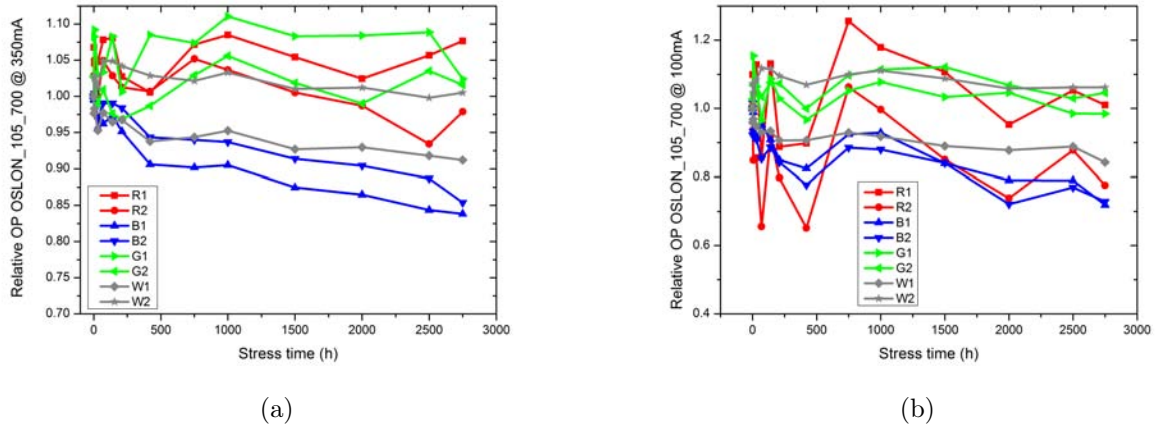 Relative OP OSLON_105_700 @ 350mA
1.10
1.05
1.00
0.95
0.90
0.85
0.80
0.75
0.70
R1
R2
B1
B2
G1
G2
W1
W2
0 500 1000 1500 2000 2500 3000
Stress time (h)
(a)
Relative OP OSLON_105_700 @ 100mA
1.2
1.0
0.8
0.6
0.4
R1
R2
B1
B2
G1
G2
W1
W2
0 500 1000 1500 2000 2500 3000
Stress time (h)
(b)